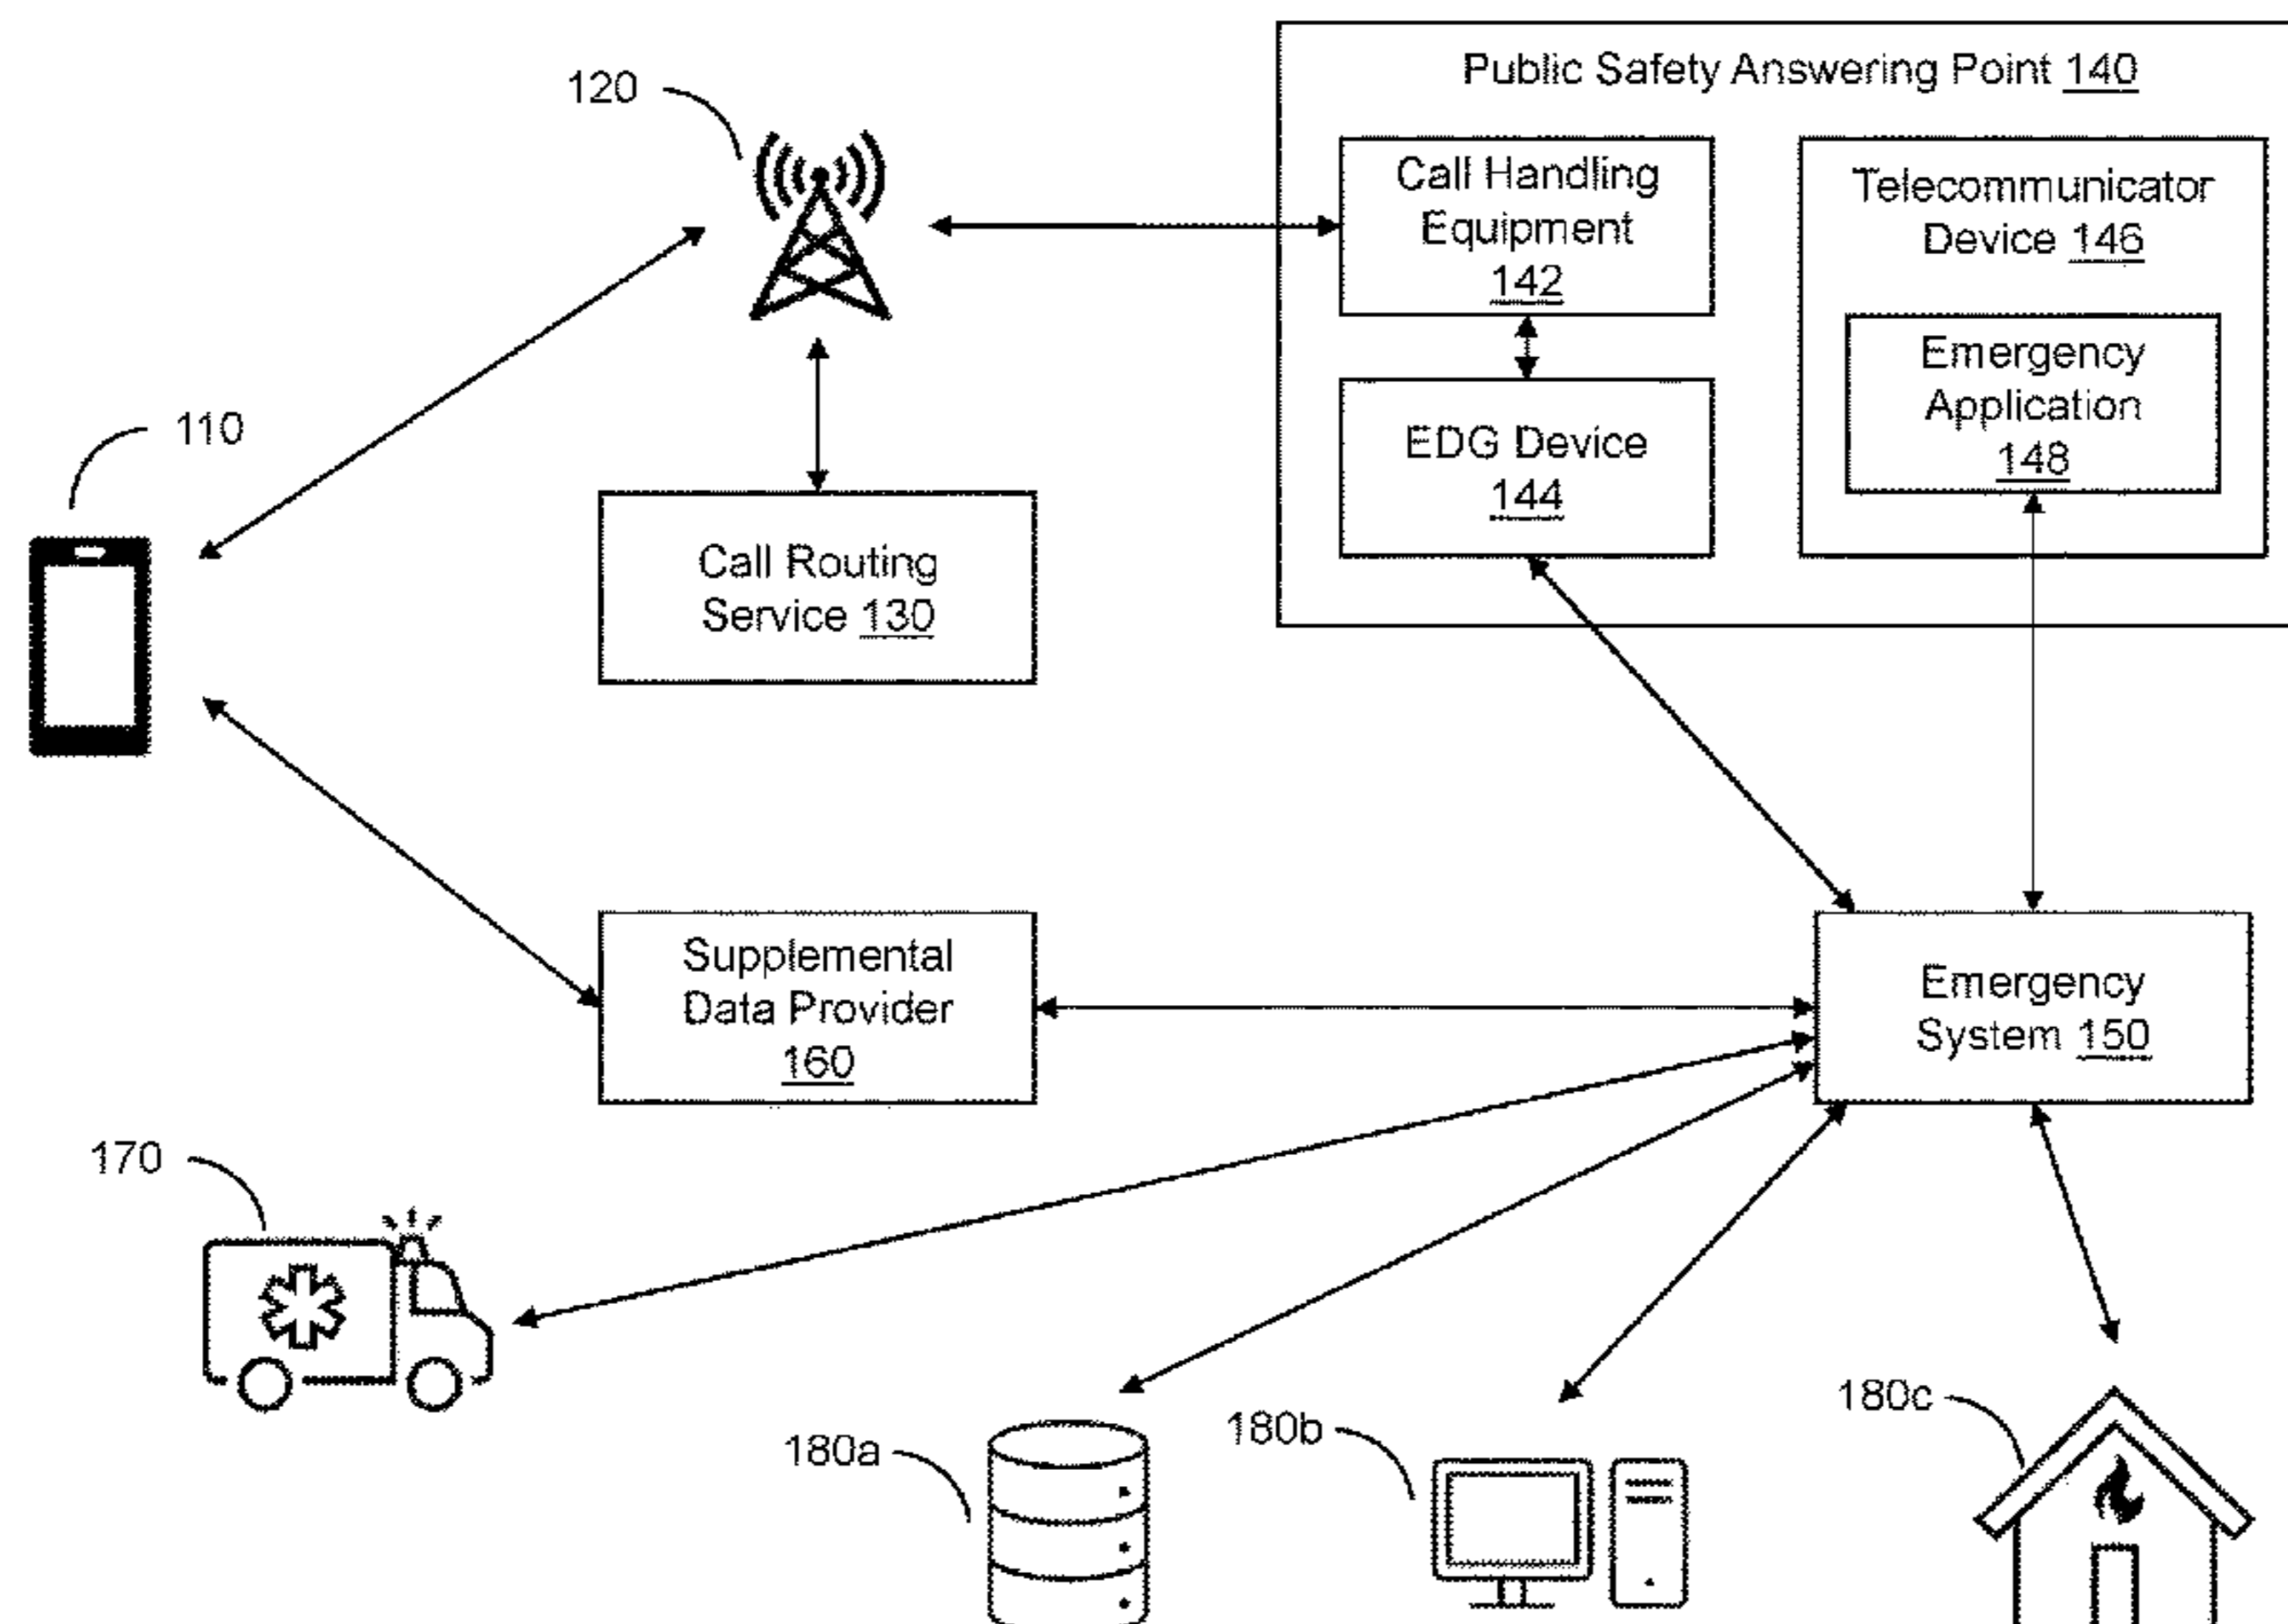 Public Safety Answering Point 140
120
Call Handling
Equipment
142
Telecommunicator
Device 146
Emergency
Application
148
EDG Device
144
110
Call Routing
Service 130
Supplemental
Data Provider
160
Emergency
System 150
170
180a
180b
180c